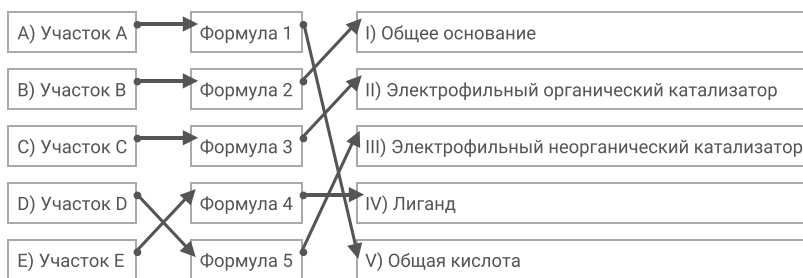 A) Участок A Формула 1 I) Общее основание
B) Участок B Формула 2 II) Электрофильный органический катализатор
C) Участок C Формула 3 III) Электрофильный неорганический катализатор
D) Участок D Формула 4 IV) Лиганд
E) Участок E Формула 5 V) Общая кислота